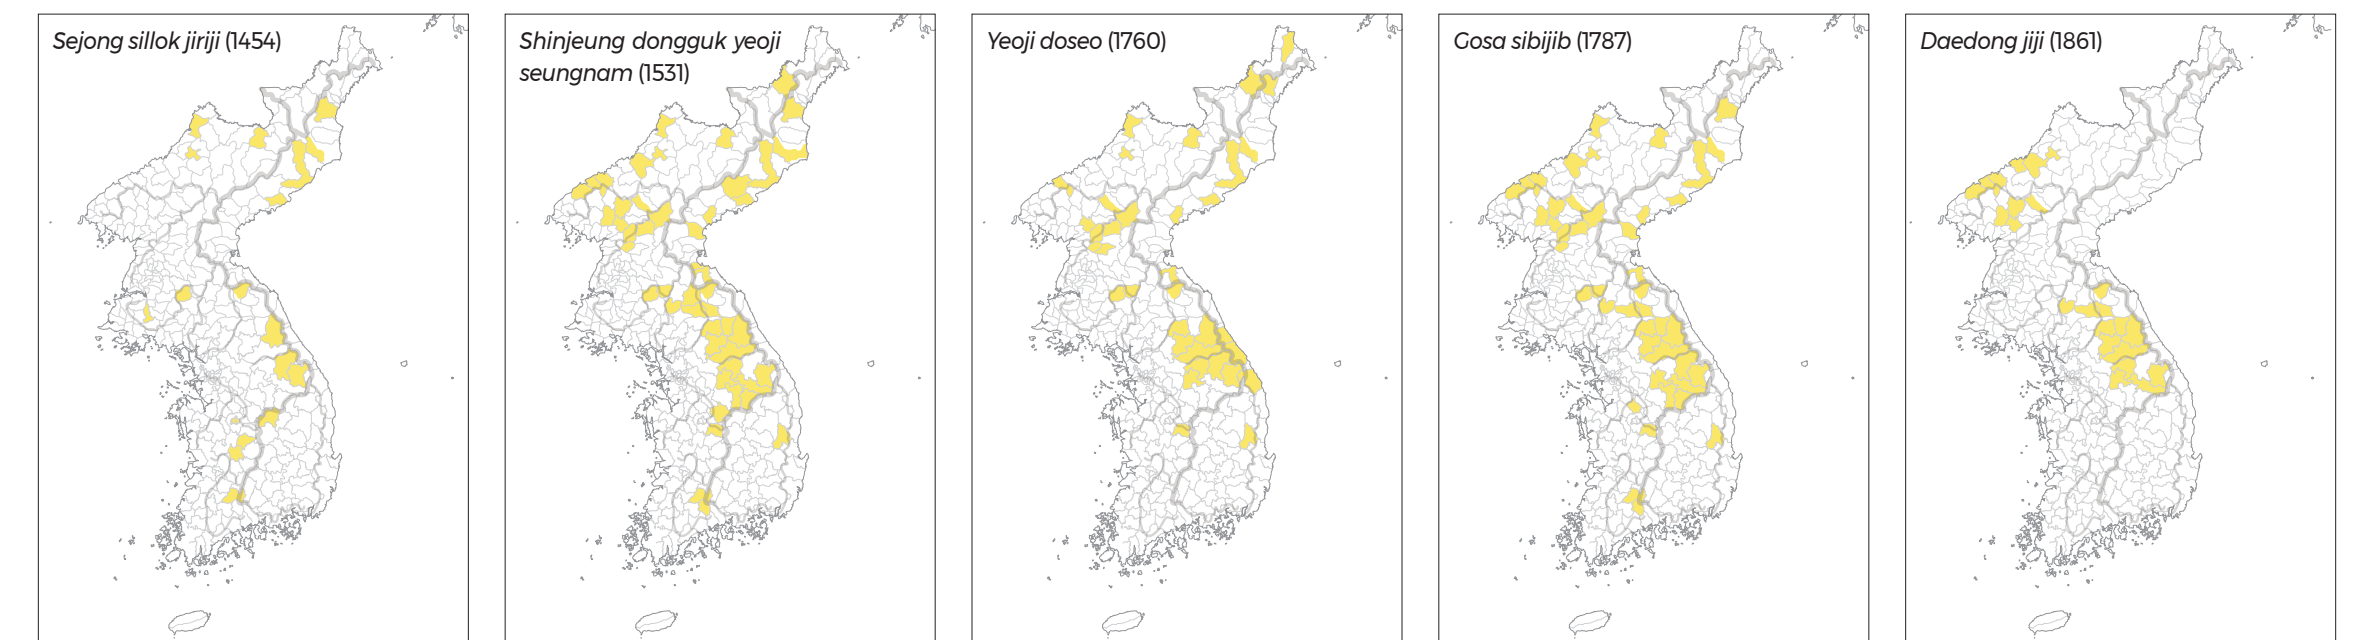 Sejong sillok jiriji (1454)
Shinjeung dongguk yeoji
seungnam (1531)
Yeoji doseo (1760)
Gosa sibijib (1787)
Daedong jiji (1861)